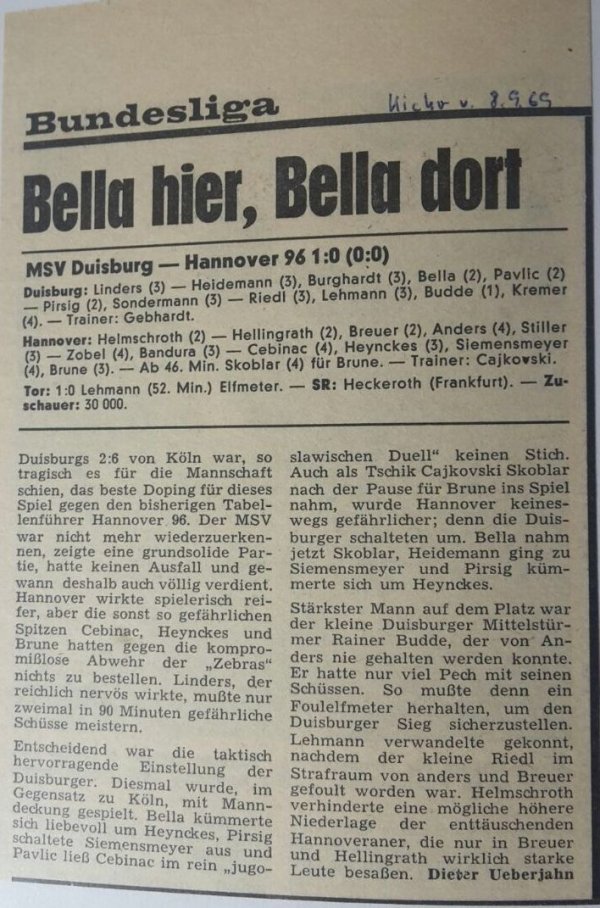 Bundesliga
Kicker v. 8.9.69
Bella hier, Bella dort
MSV Duisburg — Hannover 96 1:0 (0:0)
Duisburg: Linders (3) — Heidemann (3), Burghardt (3), Bella (2), Pavlic (2)
— Pirsig (2), Sondermann (3) — Riedl (3), Lehmann (3), Budde (1), Kremer
(4). — Trainer: Gebhardt.
Hannover: Helmschroth (2) — Hellingrath (2), Breuer (2), Anders (4), Stiller
(3) — Zobel (4), Bandura (3) — Cebinac (4), Heynckes (3), Siemensmeyer
(4), Brune (3). — Ab 46. Min. Skoblar (4) für Brune. — Trainer: Cajkovski.
Tor: 1:0 Lehmann (52. Min.) Elfmeter. — SR: Heckeroth (Frankfurt). — Zu-
schauer: 30 000.
Duisburgs 2:6 von Köln war, so
tragisch es für die Mannschaft
schien, das beste Doping für dieses
Spiel gegen den bisherigen Tabel-
lenführer Hannover 96. Der MSV
war nicht mehr wiederzuerken-
nen, zeigte eine grundsolide Par-
tie, hatte keinen Ausfall und ge-
wann deshalb auch völlig verdient.
Hannover wirkte spielerisch rei-
fer, aber die sonst so gefährlichen
Spitzen Cebinac, Heynckes und
Brune hatten gegen die kompro-
mißlose Abwehr der „Zebras"
nichts zu bestellen. Linders, der
reichlich nervös wirkte, mußte nur
zweimal in 90 Minuten gefährliche
Schüsse meistern.
Entscheidend war die taktisch
hervorragende Einstellung der
Duisburger. Diesmal wurde, im
Gegensatz zu Köln, mit Mann-
deckung gespielt. Bella kümmerte
sich liebevoll um Heynckes, Pirsig
schaltete Siemensmeyer aus und
Pavlic ließ Cebinac im rein „jugo-
slawischen Duell" keinen Stich.
Auch als Tschik Cajkovski Skoblar
nach der Pause für Brune ins Spiel
nahm, wurde Hannover keines-
wegs gefährlicher; denn die Duis-
burger schalteten um. Bella nahm
jetzt Skoblar, Heidemann ging zu
Siemensmeyer und Pirsig küm-
merte sich um Heynckes.
Stärkster Mann auf dem Platz war
der kleine Duisburger Mittelstür-
mer Rainer Budde, der von An-
ders nie gehalten werden konnte.
Er hatte nur viel Pech mit seinen
Schüssen. So mußte denn ein
Foulelfmeter herhalten, um den
Duisburger Sieg sicherzustellen.
Lehmann verwandelte gekonnt,
nachdem der kleine Riedl im
Strafraum von anders und Breuer
gefoult worden war. Helmschroth
verhinderte eine mögliche höhere
Niederlage der enttäuschenden
Hannoveraner, die nur in Breuer
und Hellingrath wirklich starke
Leute besaßen. Dieter Ueberjahn